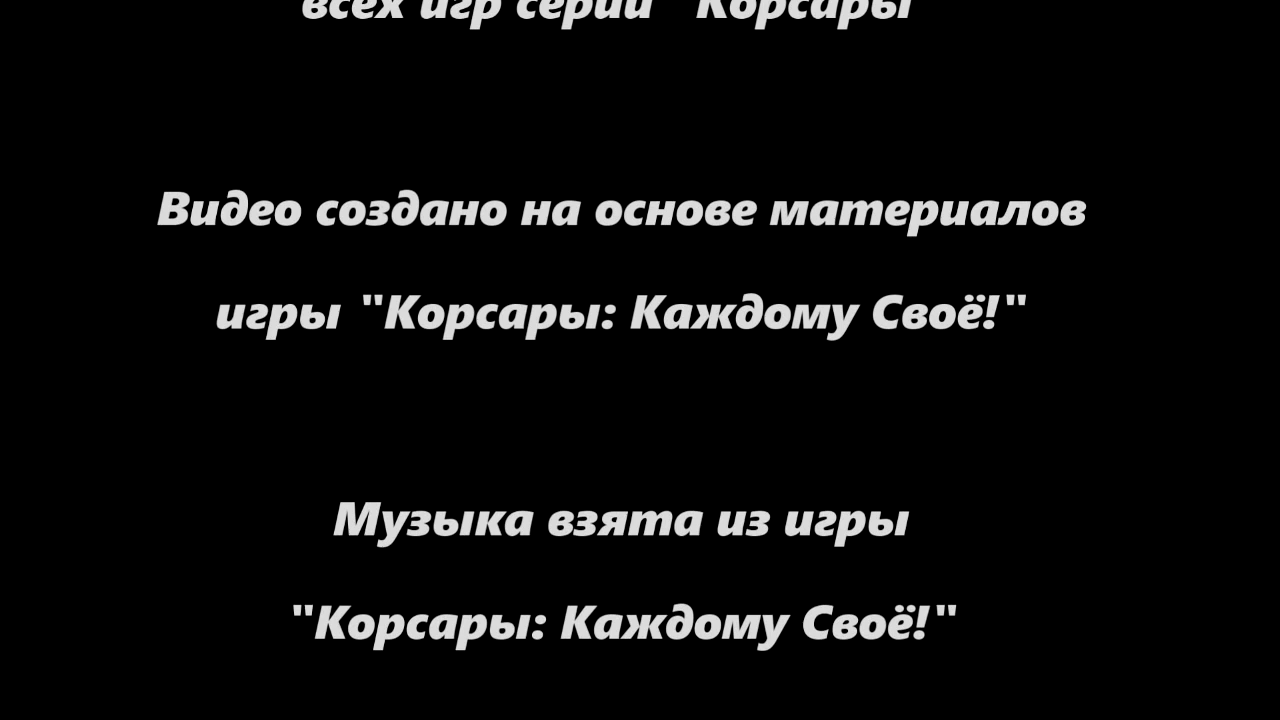 всех игр серии "Корсары"
Видео создано на основе материалов
игры "Корсары: Каждому Своё!"
Музыка взята из игры
"Корсары: Каждому Своё!"